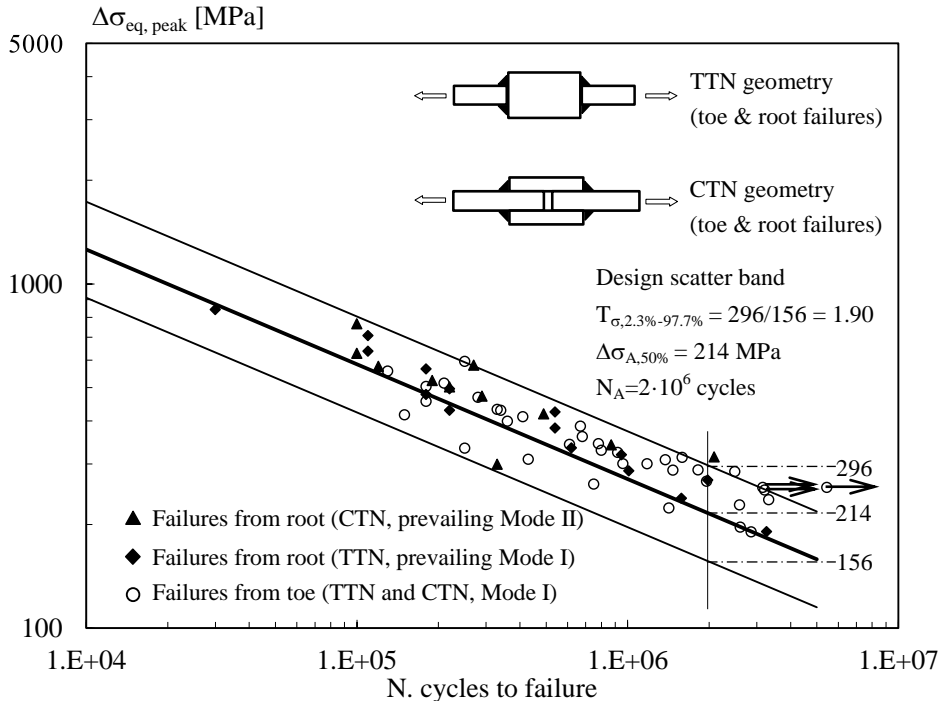 Δσeq, peak [MPa]
5000
1000
100
TTN geometry
(toe & root failures)
CTN geometry
(toe & root failures)
Design scatter band
Tσ,2.3%-97.7% = 296/156 = 1.90
ΔσA,50% = 214 MPa
NA=2·10⁶ cycles
296
214
156
Failures from root (CTN, prevailing Mode II)
Failures from root (TTN, prevailing Mode I)
Failures from toe (TTN and CTN, Mode I)
1.E+04 1.E+05 1.E+06 1.E+07
N. cycles to failure